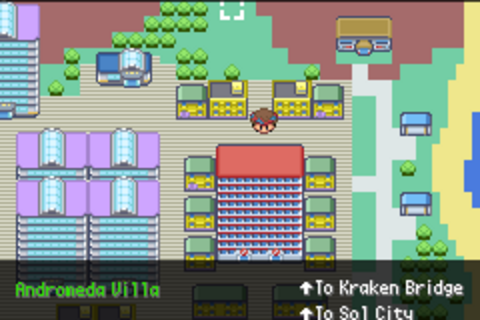 Andromeda Villa
↑To Kraken Bridge
↑To Sol City